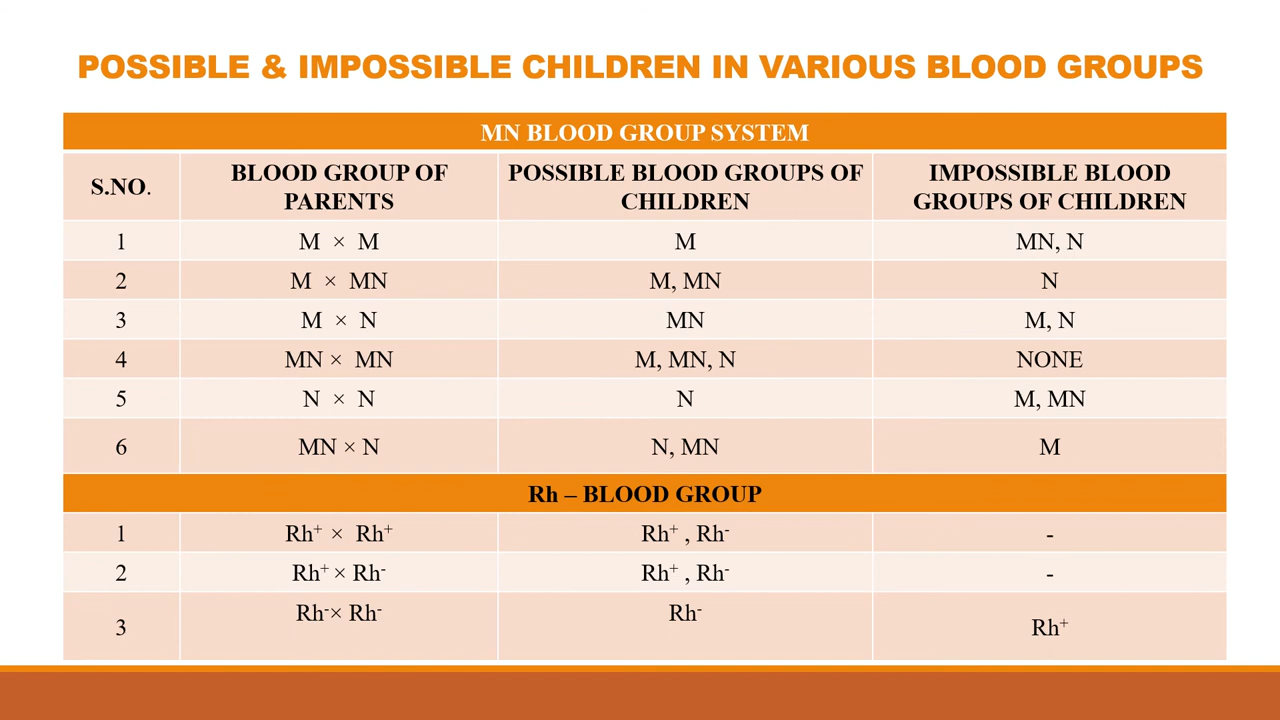 POSSIBLE & IMPOSSIBLE CHILDREN IN VARIOUS BLOOD GROUPS
MN BLOOD GROUP SYSTEM
S.NO. BLOOD GROUP OF PARENTS POSSIBLE BLOOD GROUPS OF CHILDREN IMPOSSIBLE BLOOD GROUPS OF CHILDREN
1 M × M M MN, N
2 M × MN M, MN N
3 M × N MN M, N
4 MN × MN M, MN, N NONE
5 N × N N M, MN
6 MN × N N, MN M
Rh – BLOOD GROUP
1 Rh⁺ × Rh⁺ Rh⁺ , Rh⁻ -
2 Rh⁺ × Rh⁻ Rh⁺ , Rh⁻ -
3 Rh⁻× Rh⁻ Rh⁻ Rh⁺